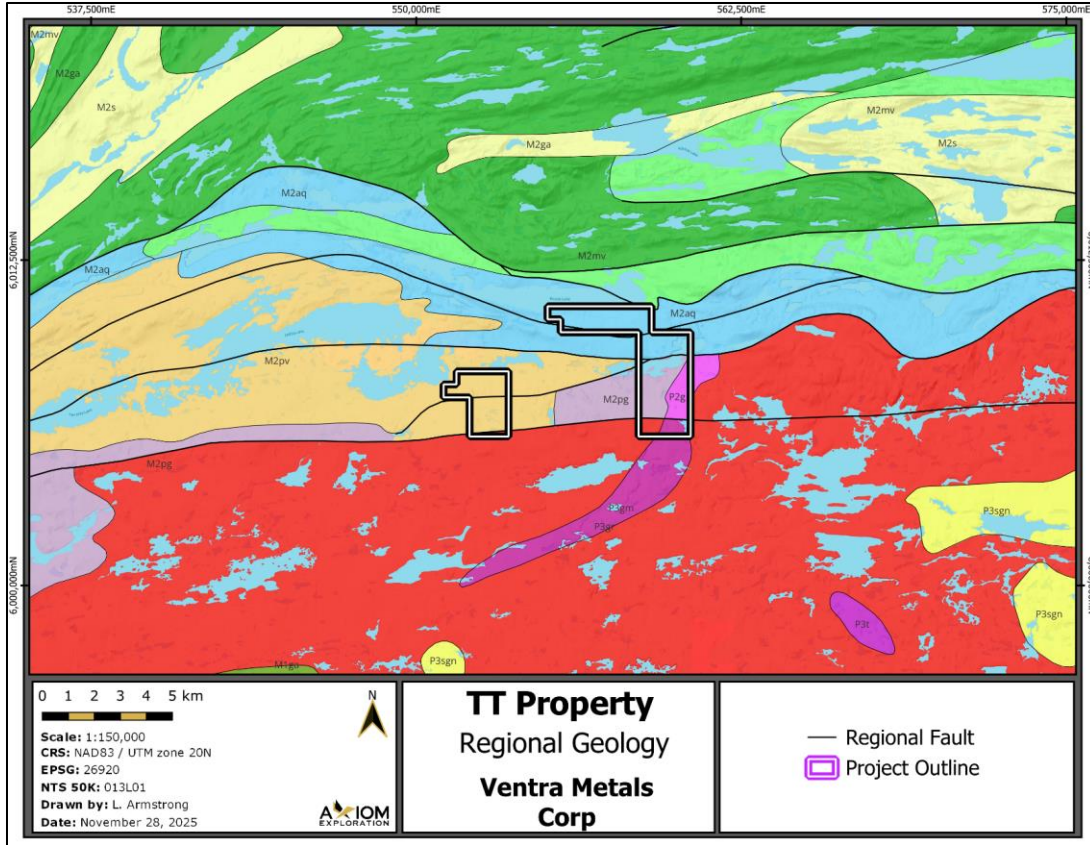 537,500mE 550,000mE 562,500mE 575,000mE
M2mv
M2ga
M2s
M2mv
M2ga
M2s
M2aq
6,012,500mN
M2mv
M2aq
M2aq
M2pv
M2pg
P2g
M2pg
P3gr
P3sgn
6,000,000mN
P3t
P3sgn
M1go
P3sgn
0 1 2 3 4 5 km
N
Scale: 1:150,000
CRS: NAD83 / UTM zone 20N
EPSG: 26920
NTS 50K: 013L01
Drawn by: L. Armstrong
Date: November 28, 2025
AXIOM
EXPLORATION
TT Property
Regional Geology
Ventra Metals
Corp
Regional Fault
Project Outline